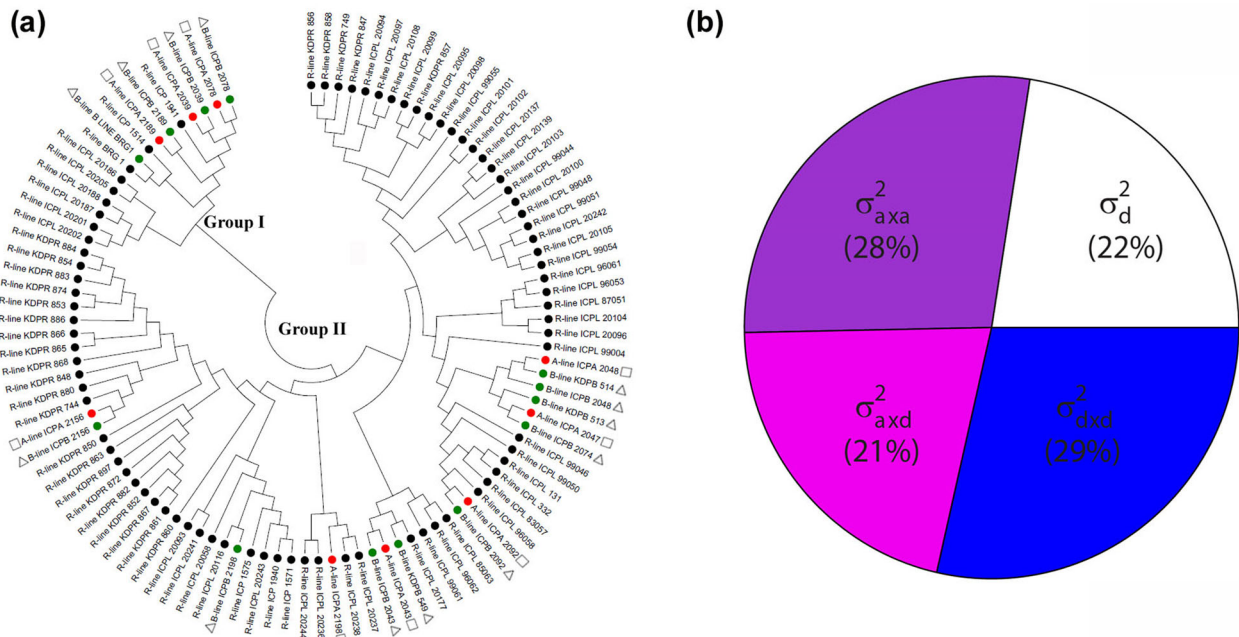 (a)
R-line KDPR 856
R-line KDPR 858
R-line KDPR 749
R-line KDPR 847
R-line ICPL 20094
R-line ICPL 20097
R-line ICPL 20108
R-line ICPL 20099
R-line KDPR 857
R-line ICPL 20095
R-line ICPL 20098
R-line ICPL 99055
R-line ICPL 20101
R-line ICPL 20102
R-line ICPL 20137
R-line ICPL 20139
R-line ICPL 20103
R-line ICPL 99044
R-line ICPL 20100
R-line ICPL 99048
R-line ICPL 99051
R-line ICPL 20242
R-line ICPL 20105
R-line ICPL 99054
R-line ICPL 96061
R-line ICPL 96053
R-line ICPL 87051
R-line ICPL 20104
R-line ICPL 20096
R-line ICPL 99004
A-line ICPA 2048
B-line KDPB 514
B-line ICPB 2048
B-line KDPB 513
A-line ICPA 2047
B-line ICPB 2074
R-line ICPL 99046
R-line ICPL 99050
R-line ICPL 131
R-line ICPL 332
R-line ICPL 83057
R-line ICPL 96058
A-line ICPA 2092
B-line ICPB 2092
R-line ICPL 85063
R-line ICPL 96062
R-line ICPL 99061
R-line ICPL 20177
B-line KDPB 549
A-line ICPA 2043
B-line ICPB 2043
R-line ICPL 20237
R-line ICPL 20238
A-line ICPA 2198
R-line ICPL 20236
R-line ICPL 20244
R-line ICP 1571
R-line ICP 1940
R-line ICPL 20243
R-line ICP 1575
B-line ICPB 2198
R-line ICPL 20116
R-line ICPL 20058
R-line ICPL 20241
R-line ICPL 20093
R-line KDPR 860
R-line KDPR 861
R-line KDPR 867
R-line KDPR 852
R-line KDPR 882
R-line KDPR 872
R-line KDPR 897
R-line KDPR 863
R-line KDPR 850
B-line ICPB 2156
A-line ICPA 2156
R-line KDPR 744
R-line KDPR 880
R-line KDPR 848
R-line KDPR 868
R-line KDPR 865
R-line KDPR 866
R-line KDPR 886
R-line KDPR 853
R-line KDPR 874
R-line KDPR 883
R-line KDPR 854
R-line KDPR 884
R-line ICPL 20202
R-line ICPL 20201
R-line ICPL 20187
R-line ICPL 20188
R-line ICPL 20205
R-line ICPL 20186
R-line BRG 1
B-line B LINE BRG1
R-line ICP 1514
A-line ICPA 2189
B-line ICPB 2189
R-line ICP 1941
A-line ICPA 2039
B-line ICPB 2039
A-line ICPA 2078
B-line ICPB 2078
Group I
Group II
(b)
σ²axa
(28%)
σ²d
(22%)
σ²axd
(21%)
σ²dxd
(29%)